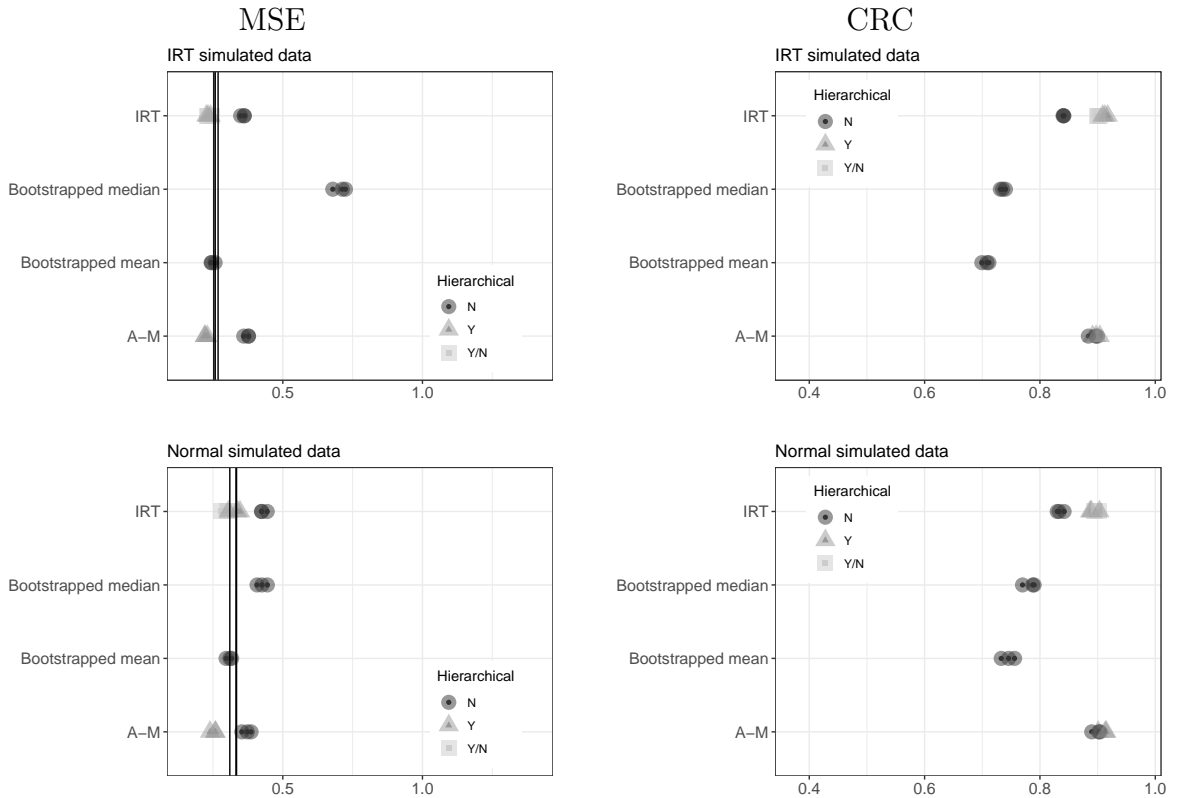 MSE
IRT simulated data
IRT
Bootstrapped median
Bootstrapped mean
A−M
Hierarchical
N
Y
Y/N
0.5
1.0
CRC
IRT simulated data
Hierarchical
N
Y
Y/N
IRT
Bootstrapped median
Bootstrapped mean
A−M
0.4
0.6
0.8
1.0
Normal simulated data
IRT
Bootstrapped median
Bootstrapped mean
A−M
Hierarchical
N
Y
Y/N
0.5
1.0
Normal simulated data
Hierarchical
N
Y
Y/N
IRT
Bootstrapped median
Bootstrapped mean
A−M
0.4
0.6
0.8
1.0